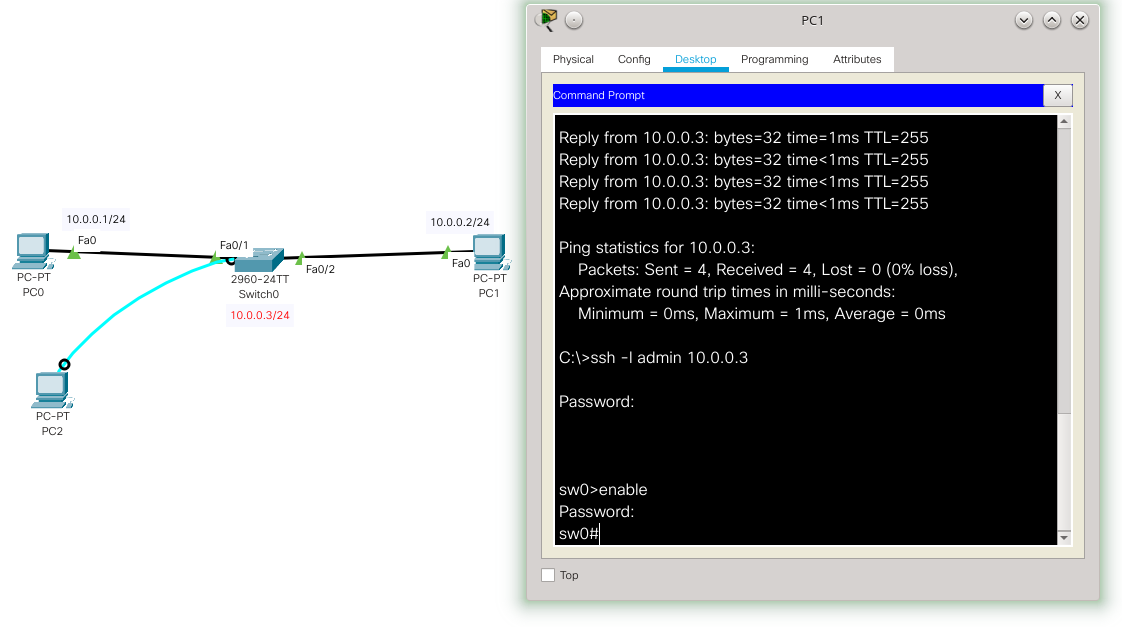 10.0.0.1/24
Fa0
PC-PT
PC0
Fa0/1
2960-24TT
Switch0
10.0.0.3/24
Fa0/2
10.0.0.2/24
Fa0
PC-PT
PC1
PC-PT
PC2
PC1
Physical Config Desktop Programming Attributes
Command Prompt X
Reply from 10.0.0.3: bytes=32 time=1ms TTL=255
Reply from 10.0.0.3: bytes=32 time<1ms TTL=255
Reply from 10.0.0.3: bytes=32 time<1ms TTL=255
Reply from 10.0.0.3: bytes=32 time<1ms TTL=255
Ping statistics for 10.0.0.3:
Packets: Sent = 4, Received = 4, Lost = 0 (0% loss),
Approximate round trip times in milli-seconds:
Minimum = 0ms, Maximum = 1ms, Average = 0ms
C:\>ssh -l admin 10.0.0.3
Password:
sw0>enable
Password:
sw0#
Top